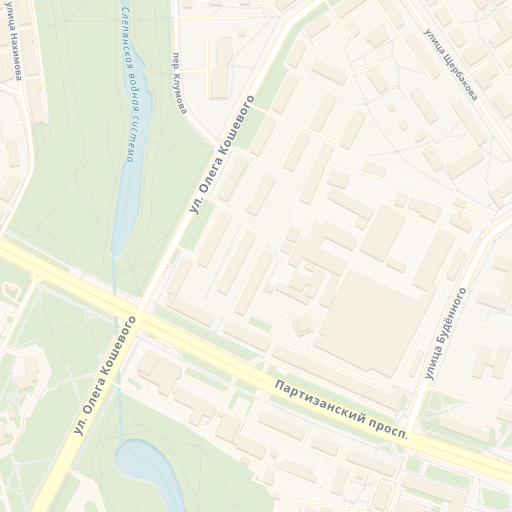 улица Нахимова
Слепянская водная система
пер. Клумова
улица Щербакова
ул. Олега Кошевого
улица Будённого
ул. Олега Кошевого
Партизанский просп.